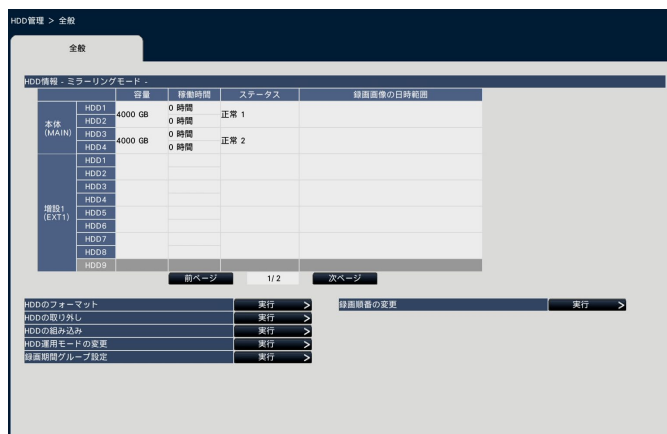 HDD管理 > 全般
全般
HDD情報 - ミラーリングモード -
容量 稼働時間 ステータス 録画画像の日時範囲
本体
(MAIN)
HDD1 4000 GB 0 時間 正常 1
HDD2 0 時間
HDD3 4000 GB 0 時間 正常 2
HDD4 0 時間
増設1
(EXT1)
HDD1
HDD2
HDD3
HDD4
HDD5
HDD6
HDD7
HDD8
HDD9
前ページ 1/ 2 次ページ
HDDのフォーマット 実行 > 録画順番の変更 実行 >
HDDの取り外し 実行 >
HDDの組み込み 実行 >
HDD運用モードの変更 実行 >
録画期間グループ設定 実行 >